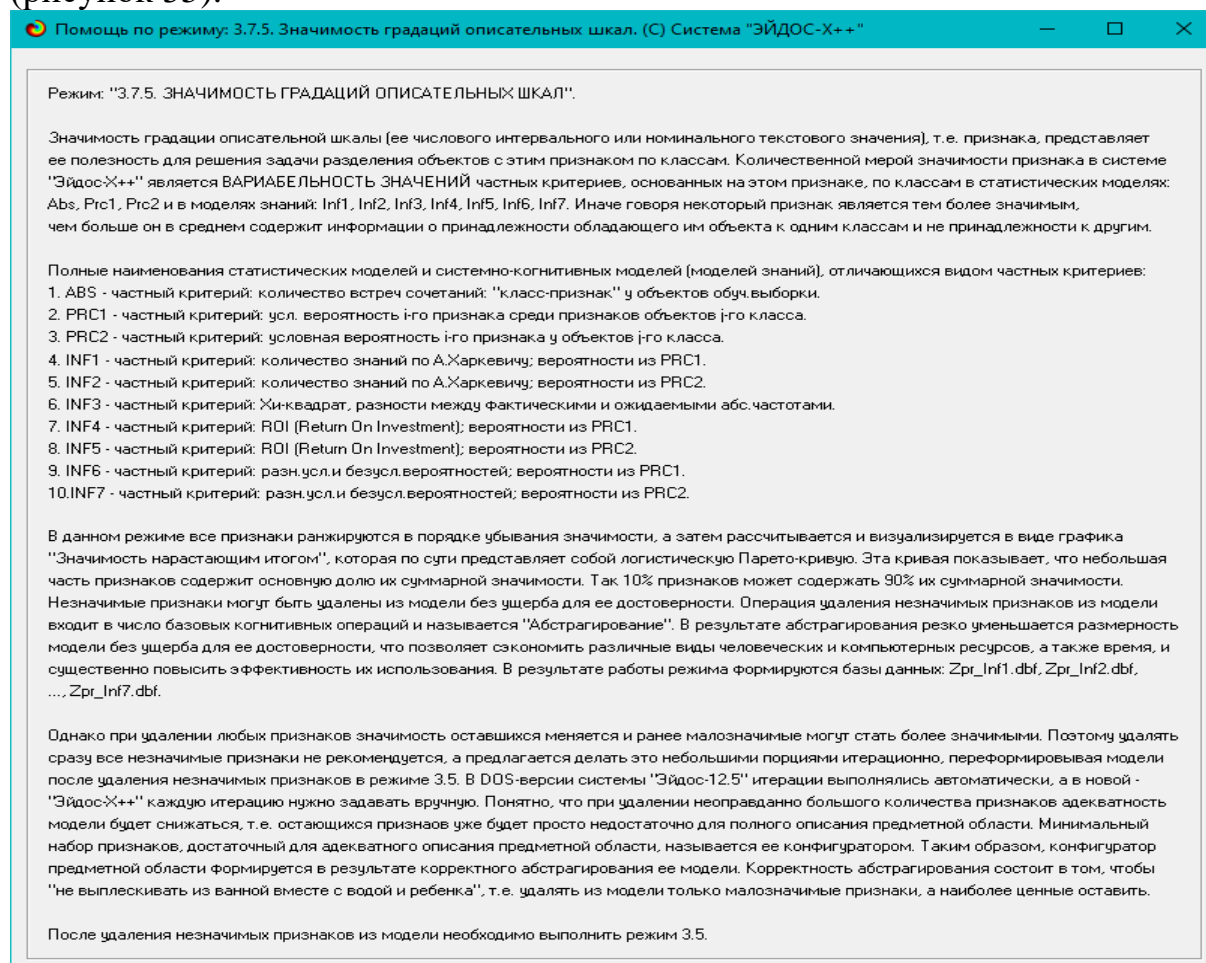 (рисунок 35).
Помощь по режиму: 3.7.5. Значимость градаций описательных шкал. (C) Система "ЭЙДОС-X++"
Режим: "3.7.5. ЗНАЧИМОСТЬ ГРАДАЦИЙ ОПИСАТЕЛЬНЫХ ШКАЛ".
Значимость градации описательной шкалы (ее числового интервального или номинального текстового значения), т.е. признака, представляет
ее полезность для решения задачи разделения объектов с этим признаком по классам. Количественной мерой значимости признака в системе
"Эйдос-X++" является ВАРИАБЕЛЬНОСТЬ ЗНАЧЕНИЙ частных критериев, основанных на этом признаке, по классам в статистических моделях:
Abs, Prc1, Prc2 и в моделях знаний: Inf1, Inf2, Inf3, Inf4, Inf5, Inf6, Inf7. Иначе говоря некоторый признак является тем более значимым,
чем больше он в среднем содержит информации о принадлежности обладающего им объекта к одним классам и не принадлежности к другим.
Полные наименования статистических моделей и системно-когнитивных моделей (моделей знаний), отличающихся видом частных критериев:
1. ABS - частный критерий: количество встреч сочетаний: "класс-признак" у объектов обуч.выборки.
2. PRC1 - частный критерий: усл. вероятность i-го признака среди признаков объектов j-го класса.
3. PRC2 - частный критерий: условная вероятность i-го признака у объектов j-го класса.
4. INF1 - частный критерий: количество знаний по А.Харкевичу; вероятности из PRC1.
5. INF2 - частный критерий: количество знаний по А.Харкевичу; вероятности из PRC2.
6. INF3 - частный критерий: Хи-квадрат, разности между фактическими и ожидаемыми абс.частотами.
7. INF4 - частный критерий: ROI (Return On Investment); вероятности из PRC1.
8. INF5 - частный критерий: ROI (Return On Investment); вероятности из PRC2.
9. INF6 - частный критерий: разн.усл.и безусл.вероятностей; вероятности из PRC1.
10.INF7 - частный критерий: разн.усл.и безусл.вероятностей; вероятности из PRC2.
В данном режиме все признаки ранжируются в порядке убывания значимости, а затем рассчитывается и визуализируется в виде графика
"Значимость нарастающим итогом", которая по сути представляет собой логистическую Парето-кривую. Эта кривая показывает, что небольшая
часть признаков содержит основную долю их суммарной значимости. Так 10% признаков может содержать 90% их суммарной значимости.
Незначимые признаки могут быть удалены из модели без ущерба для ее достоверности. Операция удаления незначимых признаков из модели
входит в число базовых когнитивных операций и называется "Абстрагирование". В результате абстрагирования резко уменьшается размерность
модели без ущерба для ее достоверности, что позволяет сэкономить различные виды человеческих и компьютерных ресурсов, а также время, и
существенно повысить эффективность их использования. В результате работы режима формируются базы данных: Zpr_Inf1.dbf, Zpr_Inf2.dbf,
..., Zpr_Inf7.dbf.
Однако при удалении любых признаков значимость оставшихся меняется и ранее малозначимые могут стать более значимыми. Поэтому удалять
сразу все незначимые признаки не рекомендуется, а предлагается делать это небольшими порциями итерационно, переформировывая модели
после удаления незначимых признаков в режиме 3.5. В DOS-версии системы "Эйдос-12.5" итерации выполнялись автоматически, а в новой -
"Эйдос-X++" каждую итерацию нужно задавать вручную. Понятно, что при удалении неоправданно большого количества признаков адекватность
модели будет снижаться, т.е. остающихся признаов уже будет просто недостаточно для полного описания предметной области. Минимальный
набор признаков, достаточный для адекватного описания предметной области, называется ее конфигуратором. Таким образом, конфигуратор
предметной области формируется в результате корректного абстрагирования ее модели. Корректность абстрагирования состоит в том, чтобы
"не выплескивать из ванной вместе с водой и ребенка", т.е. удалять из модели только малозначимые признаки, а наиболее ценные оставить.
После удаления незначимых признаков из модели необходимо выполнить режим 3.5.